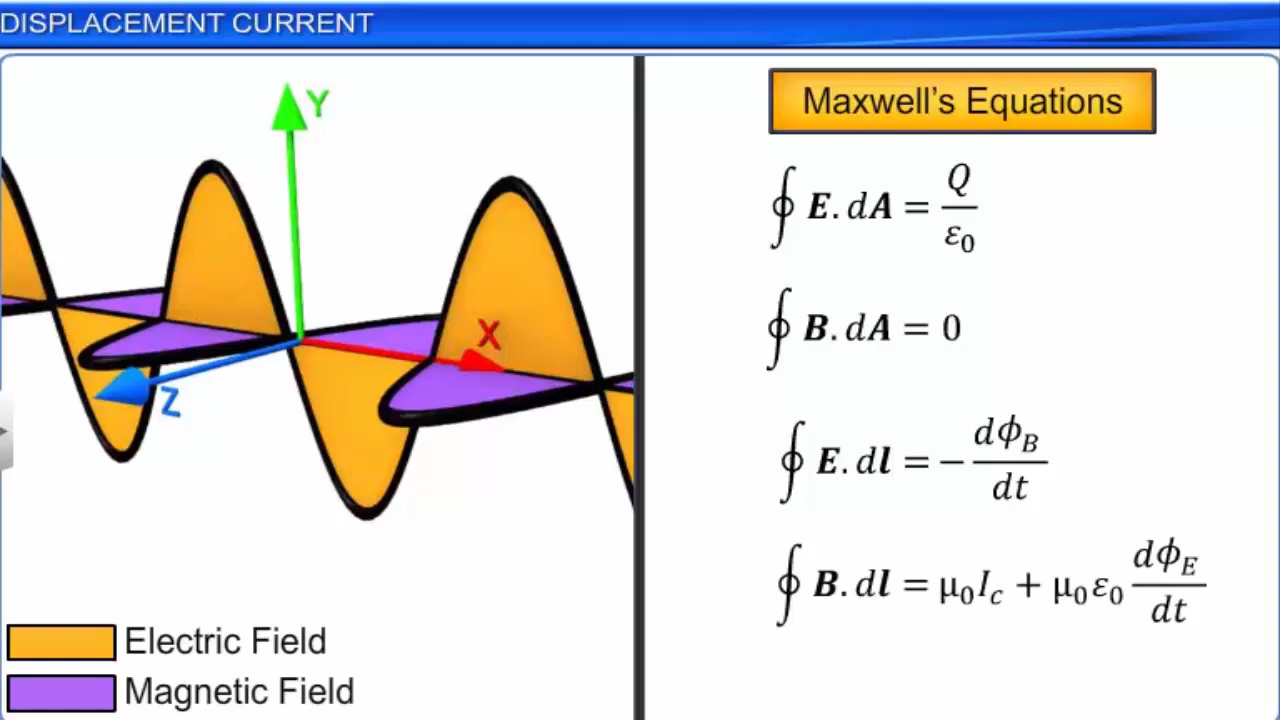 DISPLACEMENT CURRENT
Y
X
Z
Electric Field
Magnetic Field
Maxwell’s Equations
∮ E.dA = Q/ε₀
∮ B.dA = 0
∮ E.dl = −dϕ_B/dt
∮ B.dl = μ₀I_c + μ₀ε₀ dϕ_E/dt